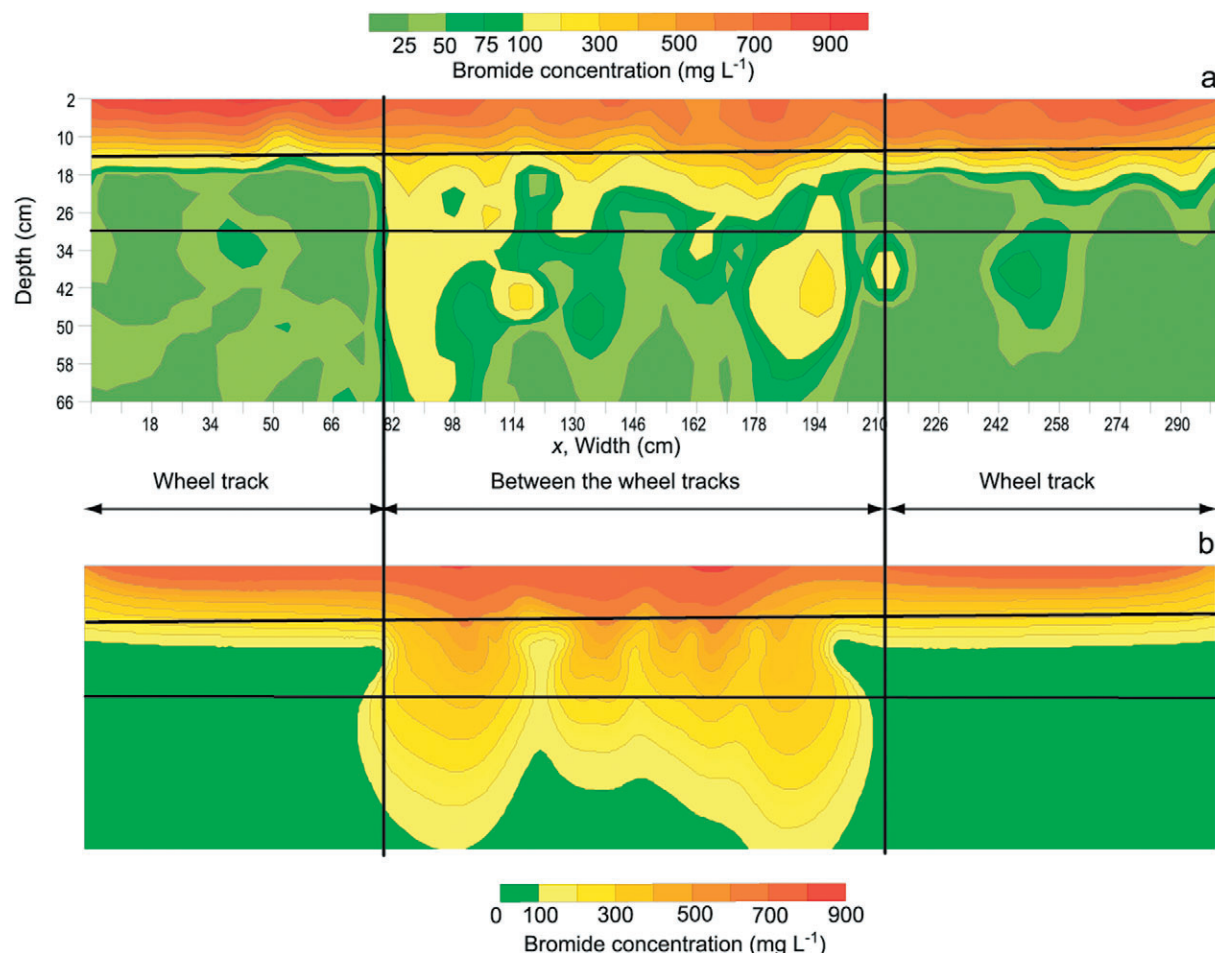 25 50 75 100 300 500 700 900
Bromide concentration (mg L⁻¹)
a
2
10
18
26
34
42
50
58
66
Depth (cm)
18 34 50 66 82 98 114 130 146 162 178 194 210 226 242 258 274 290
x, Width (cm)
Wheel track Between the wheel tracks Wheel track
b
0 100 300 500 700 900
Bromide concentration (mg L⁻¹)